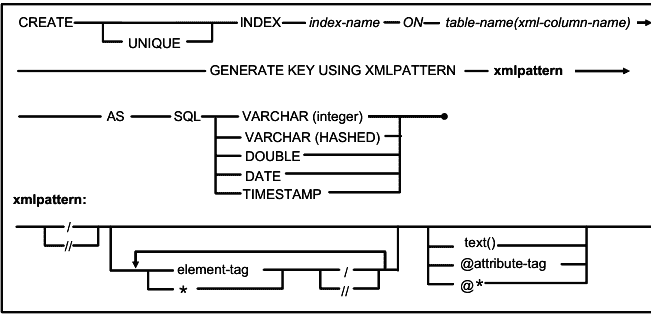 CREATE UNIQUE INDEX index-name ON table-name(xml-column-name)
GENERATE KEY USING XMLPATTERN xmlpattern
AS SQL VARCHAR (integer)
VARCHAR (HASHED)
DOUBLE
DATE
TIMESTAMP
xmlpattern:
/
//
element-tag /
* //
text()
@attribute-tag
@*